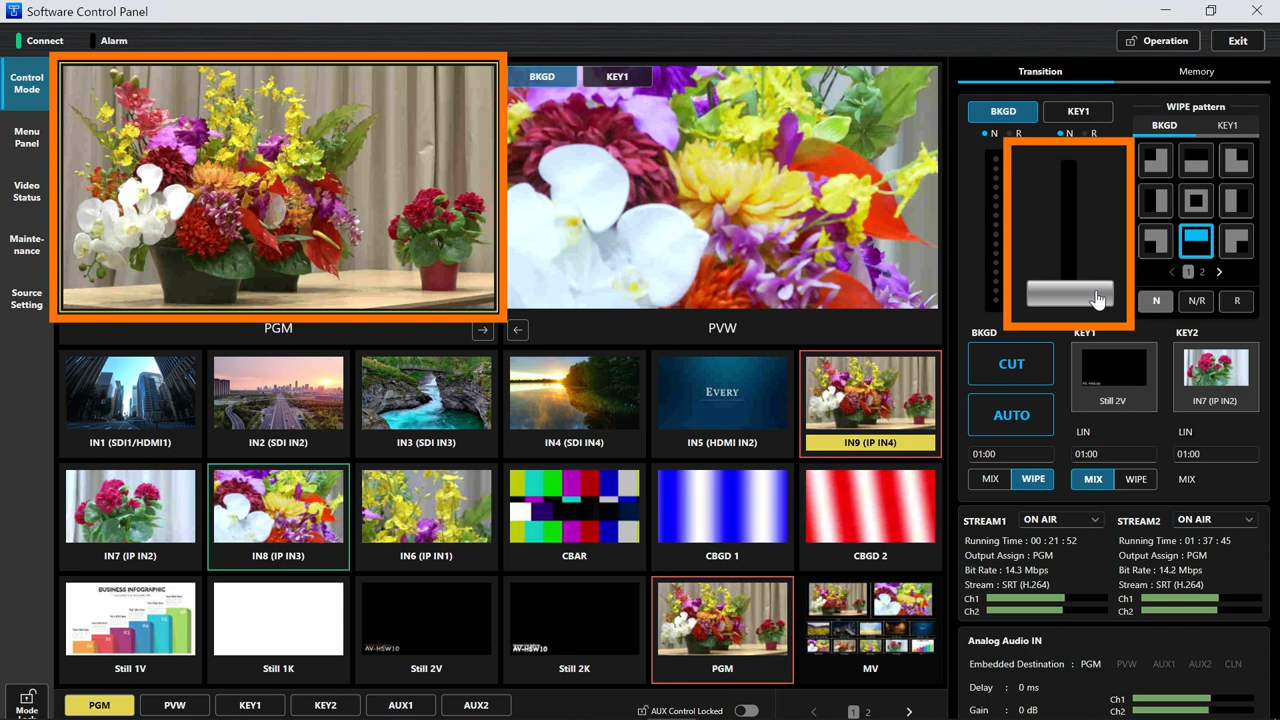 Software Control Panel
Connect
Alarm
Operation
Exit
Control
Mode
Menu
Panel
Video
Status
Mainte-
nance
Source
Setting
Mode
BKGD
KEY1
PGM
→
←
PVW
IN1 (SDI1/HDMI1)
IN2 (SDI IN2)
IN3 (SDI IN3)
IN4 (SDI IN4)
EVERY
IN5 (HDMI IN2)
IN9 (IP IN4)
IN7 (IP IN2)
IN8 (IP IN3)
IN6 (IP IN1)
CBAR
CBGD 1
CBGD 2
BUSINESS INFOGRAPHIC
Still 1V
Still 1K
AV-HSW10
Still 2V
AV-HSW10
Still 2K
PGM
MV
PGM
PVW
KEY1
KEY2
AUX1
AUX2
AUX Control Locked
< 1 2 >
Transition
Memory
BKGD
KEY1
N R
N R
WIPE pattern
BKGD
KEY1
< 1 2 >
N
N/R
R
BKGD
KEY1
KEY2
CUT
AUTO
Still 2V
IN7 (IP IN2)
LIN
LIN
01:00
01:00
01:00
MIX
WIPE
MIX
WIPE
MIX
STREAM1
ON AIR
Running Time : 00 : 21 : 52
Output Assign : PGM
Bit Rate : 14.3 Mbps
Stream : SRT (H.264)
Ch1
Ch2
STREAM2
ON AIR
Running Time : 01 : 37 : 45
Output Assign : PGM
Bit Rate : 14.2 Mbps
Stream : SRT (H.264)
Ch1
Ch2
Analog Audio IN
Embedded Destination : PGM PVW AUX1 AUX2 CLN
Delay : 0 ms
Gain : 0 dB
Ch1
Ch2